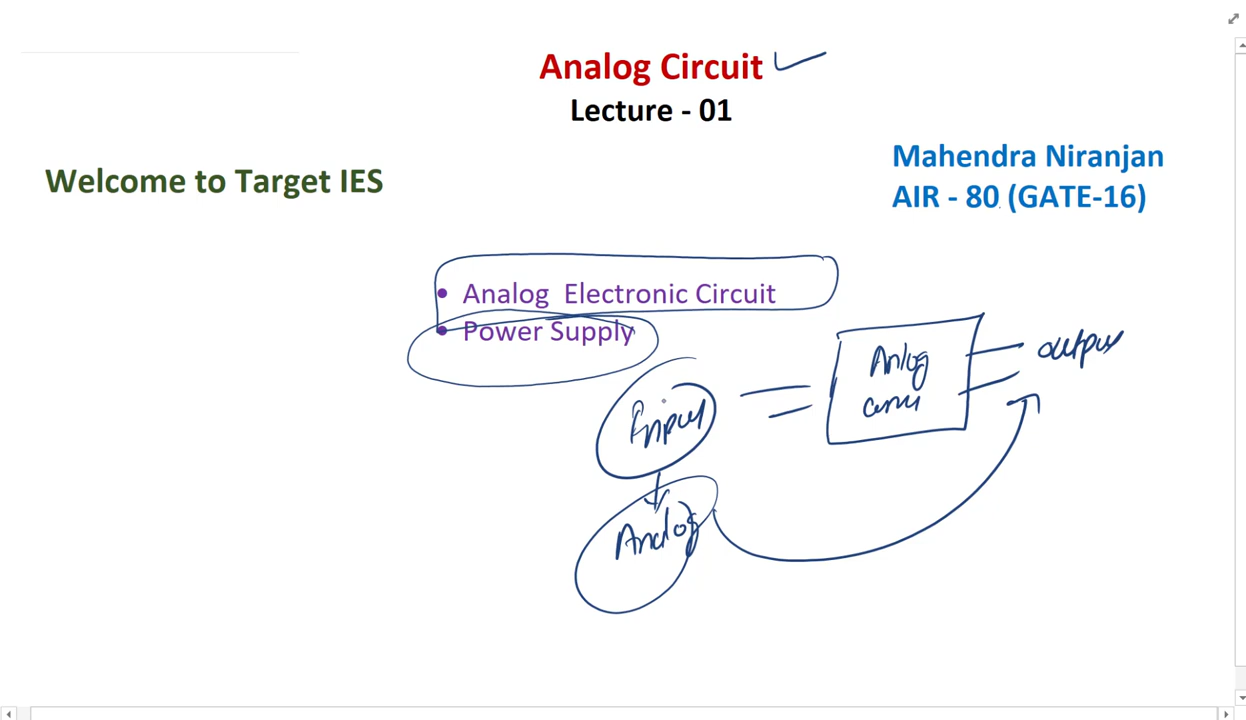 Analog Circuit
Lecture - 01
Mahendra Niranjan
Welcome to Target IES
AIR - 80 (GATE-16)
• Analog Electronic Circuit
• Power Supply
Anlog
output
Input
Analog